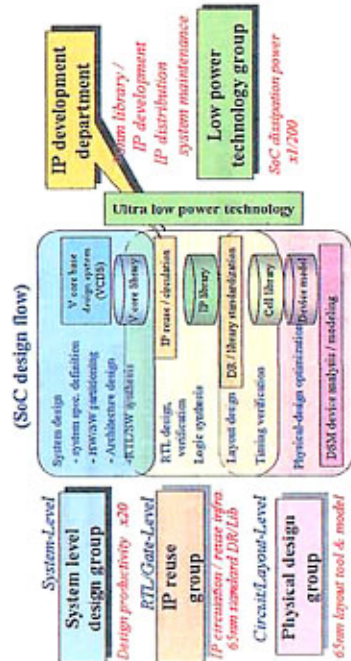 (SoC design flow)
System-Level
System level
design group
Design productivity x20
RTL/Gate-Level
IP reuse
group
IP circulation / reuse infra.
65nm standard DR/Lib
Circuit/Layout-Level
Physical design
group
65nm layout tool & model
System design
- system spec. definition
- HW/SW partitioning
- Architecture design
-RTL/SW synthesis
RTL design,
verification
Logic synthesis
Layout design
Timing verification
Physical-design optimization
V core base
design system
(VCDS)
V core library
IP reuse / circulation
IP library
DR / library standardization
Cell library
Device model
DSM device analysis / modeling
Ultra low power technology
IP development
department
library /
IP development
IP distribution
system maintenance
Low power
technology group
SoC dissipation power
x1/200